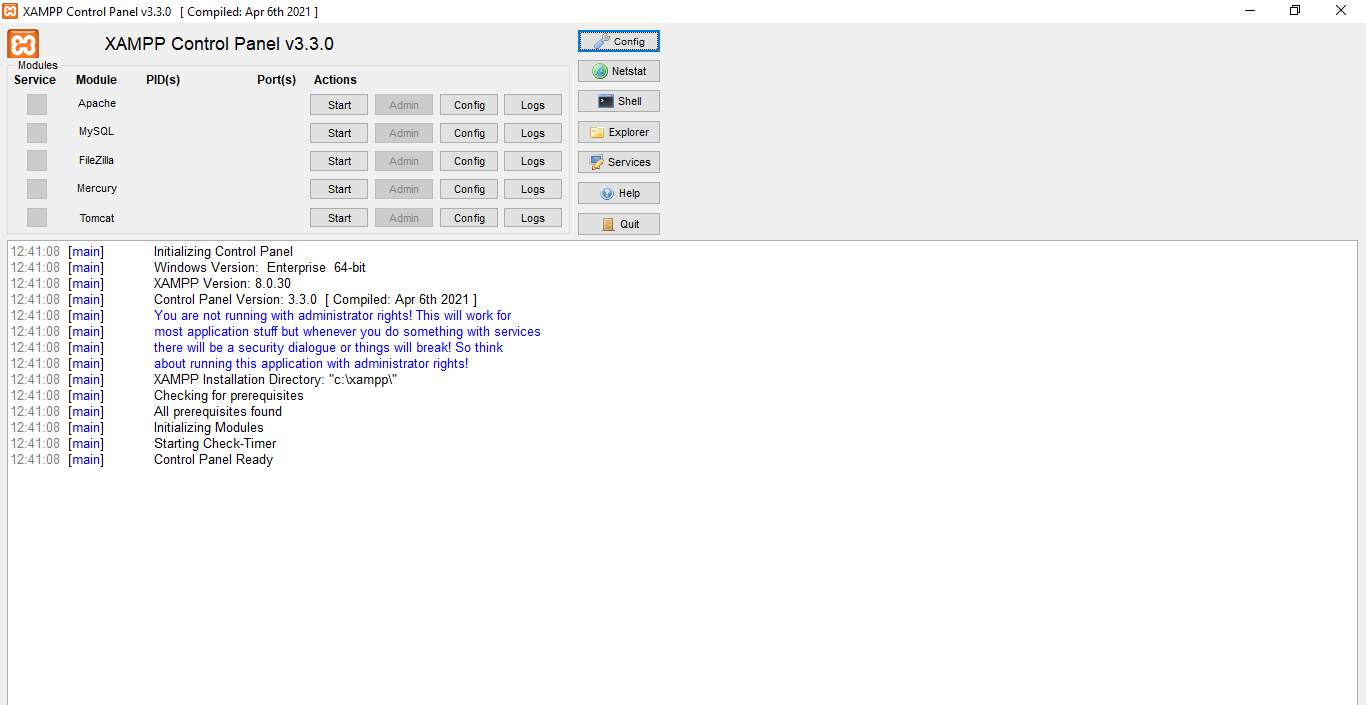 XAMPP Control Panel v3.3.0 [ Compiled: Apr 6th 2021 ]
XAMPP Control Panel v3.3.0
Config
Modules
Service Module PID(s) Port(s) Actions
Netstat
Apache Start Admin Config Logs
Shell
MySQL Start Admin Config Logs
Explorer
FileZilla Start Admin Config Logs
Services
Mercury Start Admin Config Logs
Help
Tomcat Start Admin Config Logs
Quit
12:41:08 [main] Initializing Control Panel
12:41:08 [main] Windows Version: Enterprise 64-bit
12:41:08 [main] XAMPP Version: 8.0.30
12:41:08 [main] Control Panel Version: 3.3.0 [ Compiled: Apr 6th 2021 ]
12:41:08 [main] You are not running with administrator rights! This will work for
12:41:08 [main] most application stuff but whenever you do something with services
12:41:08 [main] there will be a security dialogue or things will break! So think
12:41:08 [main] about running this application with administrator rights!
12:41:08 [main] XAMPP Installation Directory: "c:\xampp\"
12:41:08 [main] Checking for prerequisites
12:41:08 [main] All prerequisites found
12:41:08 [main] Initializing Modules
12:41:08 [main] Starting Check-Timer
12:41:08 [main] Control Panel Ready